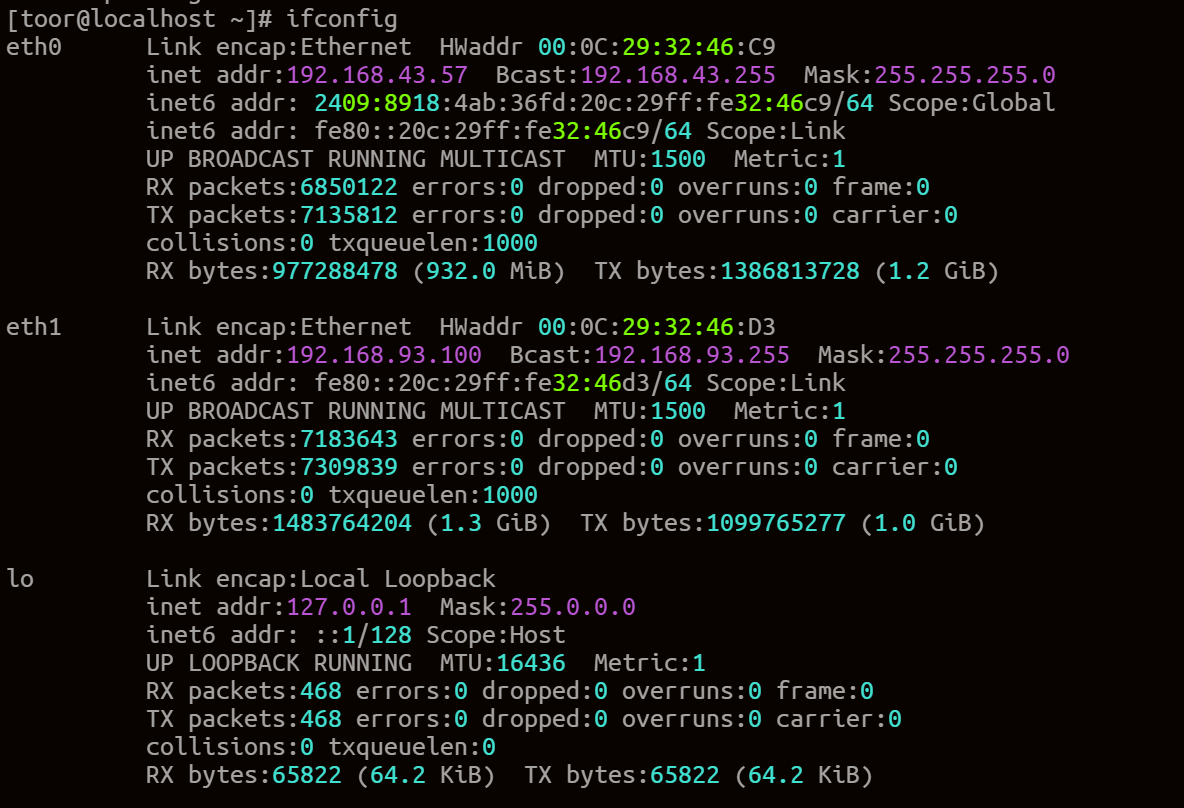 [toor@localhost ~]# ifconfig
eth0      Link encap:Ethernet  HWaddr 00:0C:29:32:46:C9
          inet addr:192.168.43.57  Bcast:192.168.43.255  Mask:255.255.255.0
          inet6 addr: 2409:8918:4ab:36fd:20c:29ff:fe32:46c9/64 Scope:Global
          inet6 addr: fe80::20c:29ff:fe32:46c9/64 Scope:Link
          UP BROADCAST RUNNING MULTICAST  MTU:1500  Metric:1
          RX packets:6850122 errors:0 dropped:0 overruns:0 frame:0
          TX packets:7135812 errors:0 dropped:0 overruns:0 carrier:0
          collisions:0 txqueuelen:1000
          RX bytes:977288478 (932.0 MiB)  TX bytes:1386813728 (1.2 GiB)

eth1      Link encap:Ethernet  HWaddr 00:0C:29:32:46:D3
          inet addr:192.168.93.100  Bcast:192.168.93.255  Mask:255.255.255.0
          inet6 addr: fe80::20c:29ff:fe32:46d3/64 Scope:Link
          UP BROADCAST RUNNING MULTICAST  MTU:1500  Metric:1
          RX packets:7183643 errors:0 dropped:0 overruns:0 frame:0
          TX packets:7309839 errors:0 dropped:0 overruns:0 carrier:0
          collisions:0 txqueuelen:1000
          RX bytes:1483764204 (1.3 GiB)  TX bytes:1099765277 (1.0 GiB)

lo        Link encap:Local Loopback
          inet addr:127.0.0.1  Mask:255.0.0.0
          inet6 addr: ::1/128 Scope:Host
          UP LOOPBACK RUNNING  MTU:16436  Metric:1
          RX packets:468 errors:0 dropped:0 overruns:0 frame:0
          TX packets:468 errors:0 dropped:0 overruns:0 carrier:0
          collisions:0 txqueuelen:0
          RX bytes:65822 (64.2 KiB)  TX bytes:65822 (64.2 KiB)